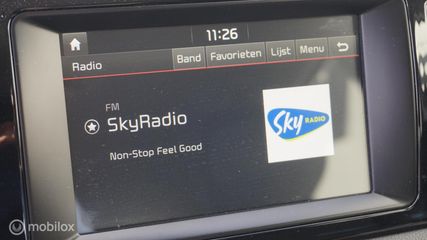 11:26
Radio Band Favorieten Lijst Menu
FM
SkyRadio
Non-Stop Feel Good
Sky RADIO
mobilox